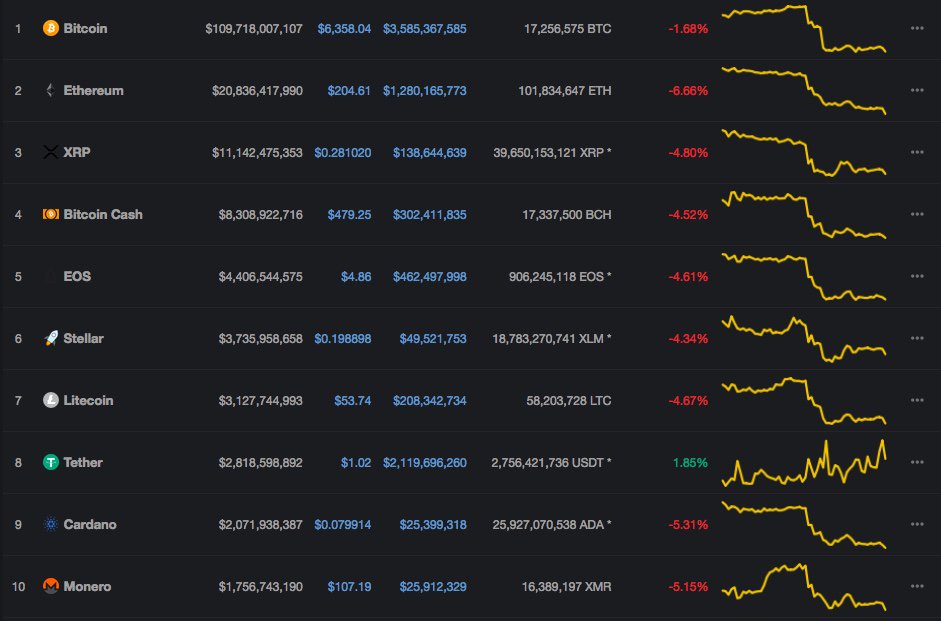 1 Bitcoin $109,718,007,107 $6,358.04 $3,585,367,585 17,256,575 BTC -1.68%
2 Ethereum $20,836,417,990 $204.61 $1,280,165,773 101,834,647 ETH -6.66%
3 XRP $11,142,475,353 $0.281020 $138,644,639 39,650,153,121 XRP * -4.80%
4 Bitcoin Cash $8,308,922,716 $479.25 $302,411,835 17,337,500 BCH -4.52%
5 EOS $4,406,544,575 $4.86 $462,497,998 906,245,118 EOS * -4.61%
6 Stellar $3,735,958,658 $0.198898 $49,521,753 18,783,270,741 XLM * -4.34%
7 Litecoin $3,127,744,993 $53.74 $208,342,734 58,203,728 LTC -4.67%
8 Tether $2,818,598,892 $1.02 $2,119,696,260 2,756,421,736 USDT * 1.85%
9 Cardano $2,071,938,387 $0.079914 $25,399,318 25,927,070,538 ADA * -5.31%
10 Monero $1,756,743,190 $107.19 $25,912,329 16,389,197 XMR -5.15%